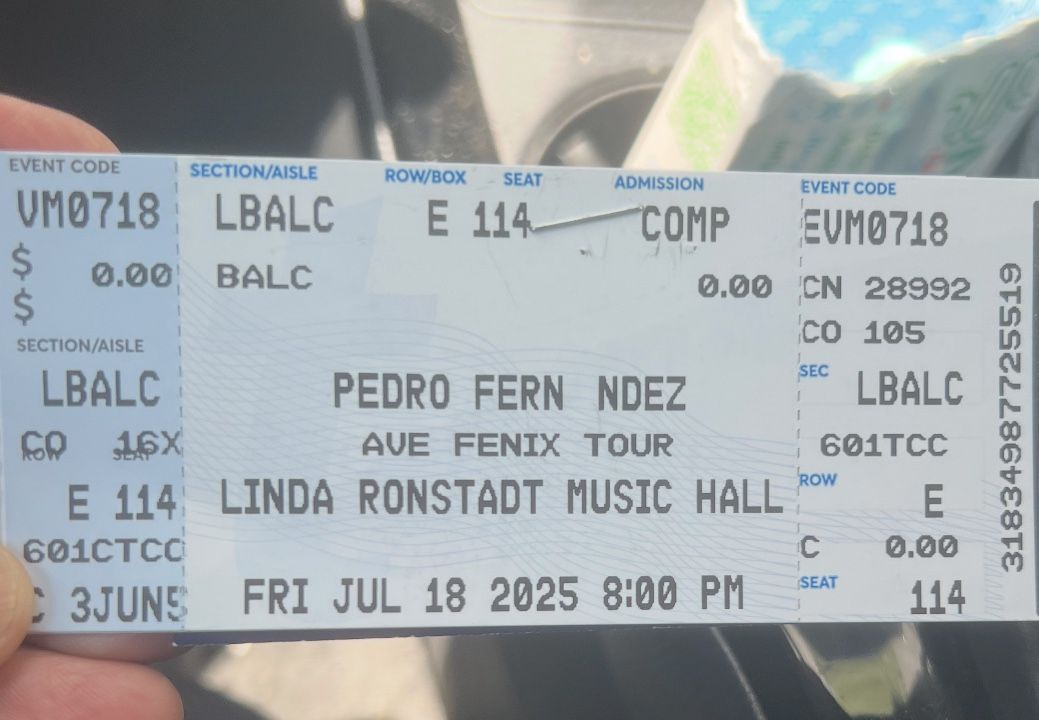 EVENT CODE
VM0718
$ 0.00
$
SECTION/AISLE
LBALC
CO 16X
ROW SEAT
E 114
601CTCC
C 3JUN5
SECTION/AISLE ROW/BOX SEAT ADMISSION
LBALC E 114 COMP
BALC 0.00
PEDRO FERN NDEZ
AVE FENIX TOUR
LINDA RONSTADT MUSIC HALL
FRI JUL 18 2025 8:00 PM
EVENT CODE
EVM0718
CN 28992
CO 105
SEC LBALC
601TCC
ROW E
C 0.00
SEAT
114
3183498772551​9